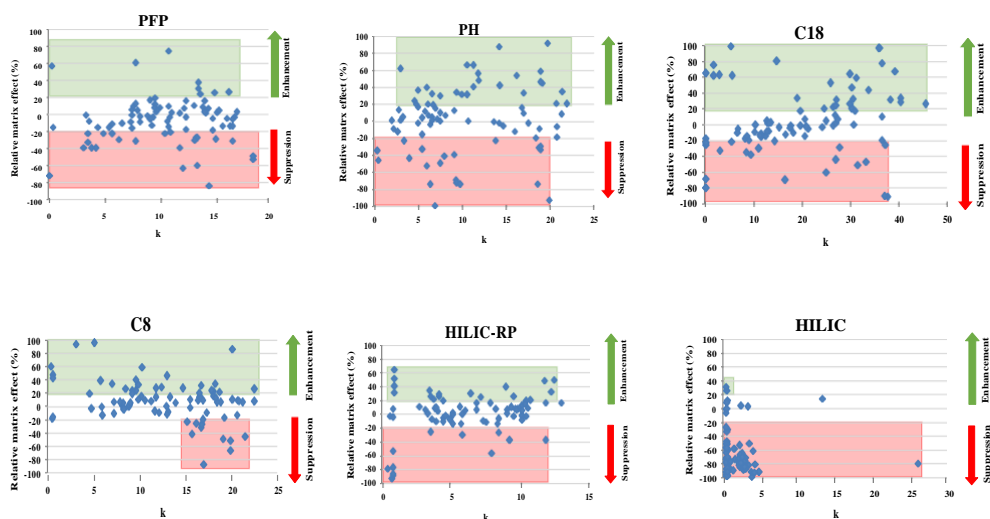 PFP
Relative matrix effect (%)
100
80
60
40
20
0
-20
-40
-60
-80
-100
0 5 10 15 20
k
Enhancement
Suppression
PH
Relative matrix effect (%)
100
80
60
40
20
0
-20
-40
-60
-80
-100
0 5 10 15 20 25
k
Enhancement
Suppression
C18
Relative matrix effect (%)
100
80
60
40
20
0
-20
-40
-60
-80
-100
0 10 20 30 40 50
k
Enhancement
Suppression
C8
Relative matrix effect (%)
100
80
60
40
20
0
-20
-40
-60
-80
-100
0 5 10 15 20 25
k
Enhancement
Suppression
HILIC-RP
Relative matrix effect (%)
100
80
60
40
20
0
-20
-40
-60
-80
-100
0 5 10 15
k
Enhancement
Suppression
HILIC
Relative matrix effect (%)
100
80
60
40
20
0
-20
-40
-60
-80
-100
0 5 10 15 20 25 30
k
Enhancement
Suppression